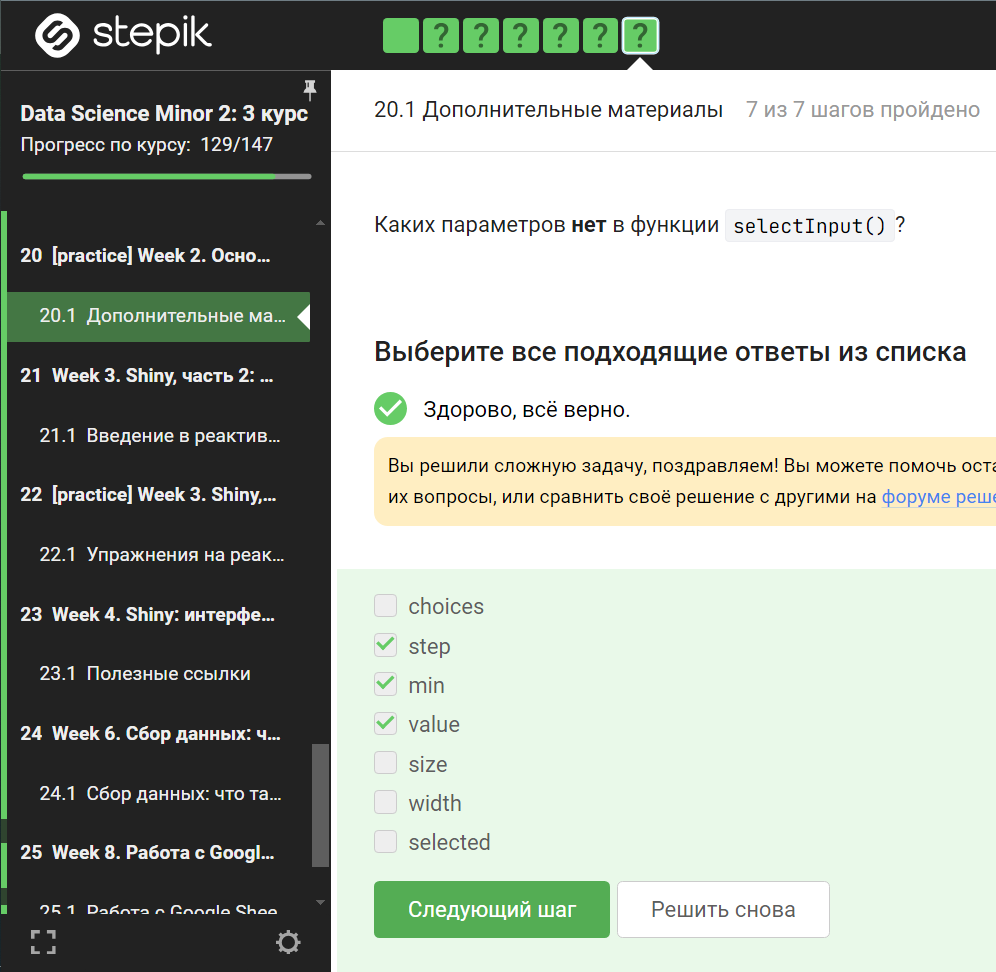 stepik
? ? ? ? ? ?
Data Science Minor 2: 3 курс
Прогресс по курсу: 129/147
20 [practice] Week 2. Осно...
20.1 Дополнительные ма...
21 Week 3. Shiny, часть 2: ...
21.1 Введение в реактив...
22 [practice] Week 3. Shiny,...
22.1 Упражнения на реак...
23 Week 4. Shiny: интерфе...
23.1 Полезные ссылки
24 Week 6. Сбор данных: ч...
24.1 Сбор данных: что та...
25 Week 8. Работа с Googl...
25.1 Работа с Google Shee
20.1 Дополнительные материалы 7 из 7 шагов пройдено
Каких параметров нет в функции selectInput() ?
Выберите все подходящие ответы из списка
Здорово, всё верно.
Вы решили сложную задачу, поздравляем! Вы можете помочь оста
их вопросы, или сравнить своё решение с другими на форуме реше
choices
step
min
value
size
width
selected
Следующий шаг
Решить снова